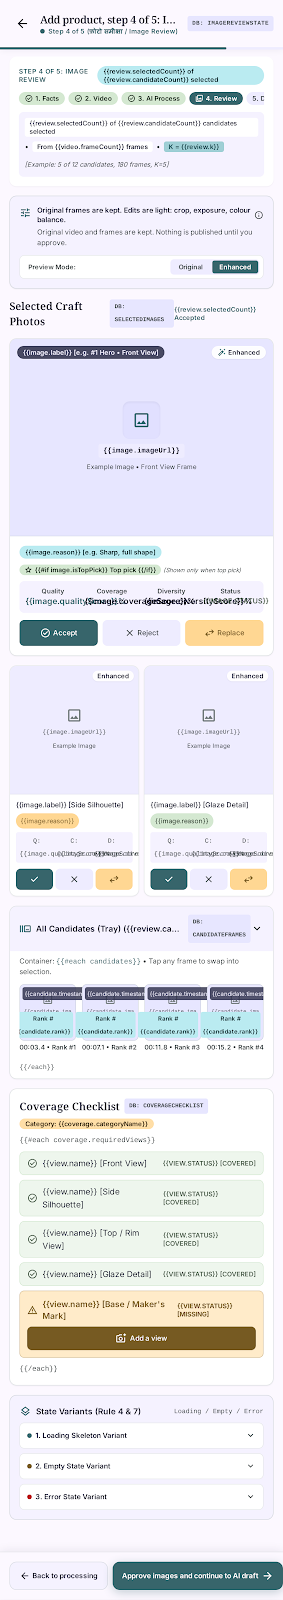 Add product, step 4 of 5: I...
Step 4 of 5 (फ़ोटो समीक्षा / Image Review)
DB: IMAGEREVIEWSTATE
STEP 4 OF 5: IMAGE REVIEW
{{review.selectedCount}} of {{review.candidateCount}} selected
1. Facts
2. Video
3. AI Process
4. Review
{{review.selectedCount}} of {{review.candidateCount}} candidates selected
• From {{video.frameCount}} frames • K = {{review.k}}
[Example: 5 of 12 candidates, 180 frames, K=5]
Original frames are kept. Edits are light: crop, exposure, colour balance.
Original video and frames are kept. Nothing is published until you approve.
Preview Mode:
Original
Enhanced
Selected Craft Photos
DB: SELECTEDIMAGES
{{review.selectedCount}} Accepted
{{image.label}} [e.g. #1 Hero • Front View]
Enhanced
{{image.imageUrl}}
Example Image • Front View Frame
{{image.reason}} [e.g. Sharp, full shape]
{{#if image.isTopPick}} Top pick {{/if}}
(Shown only when top pick)
Quality
Coverage
Diversity
Status
Accept
Reject
Replace
Enhanced
{{image.imageUrl}}
Example Image
{{image.label}} [Side Silhouette]
{{image.reason}}
Q:
C:
D:
Enhanced
{{image.imageUrl}}
Example Image
{{image.label}} [Glaze Detail]
{{image.reason}}
Q:
C:
D:
All Candidates (Tray) ({{review.ca...
DB: CANDIDATEFRAMES
Container: {{#each candidates}} • Tap any frame to swap into selection.
Rank #
{{candidate.rank}}
00:03.4 • Rank #1
Rank #
{{candidate.rank}}
00:07.1 • Rank #2
Rank #
{{candidate.rank}}
00:11.8 • Rank #3
Rank #
{{candidate.rank}}
00:15.2 • Rank #4
{{/each}}
Coverage Checklist
DB: COVERAGECHECKLIST
Category: {{coverage.categoryName}}
{{#each coverage.requiredViews}}
{{view.name}} [Front View]
{{VIEW.STATUS}} [COVERED]
{{view.name}} [Side Silhouette]
{{VIEW.STATUS}} [COVERED]
{{view.name}} [Top / Rim View]
{{VIEW.STATUS}} [COVERED]
{{view.name}} [Glaze Detail]
{{VIEW.STATUS}} [COVERED]
{{view.name}} [Base / Maker's Mark]
{{VIEW.STATUS}} [MISSING]
Add a view
{{/each}}
State Variants (Rule 4 & 7)
Loading / Empty / Error
1. Loading Skeleton Variant
2. Empty State Variant
3. Error State Variant
Back to processing
Approve images and continue to AI draft